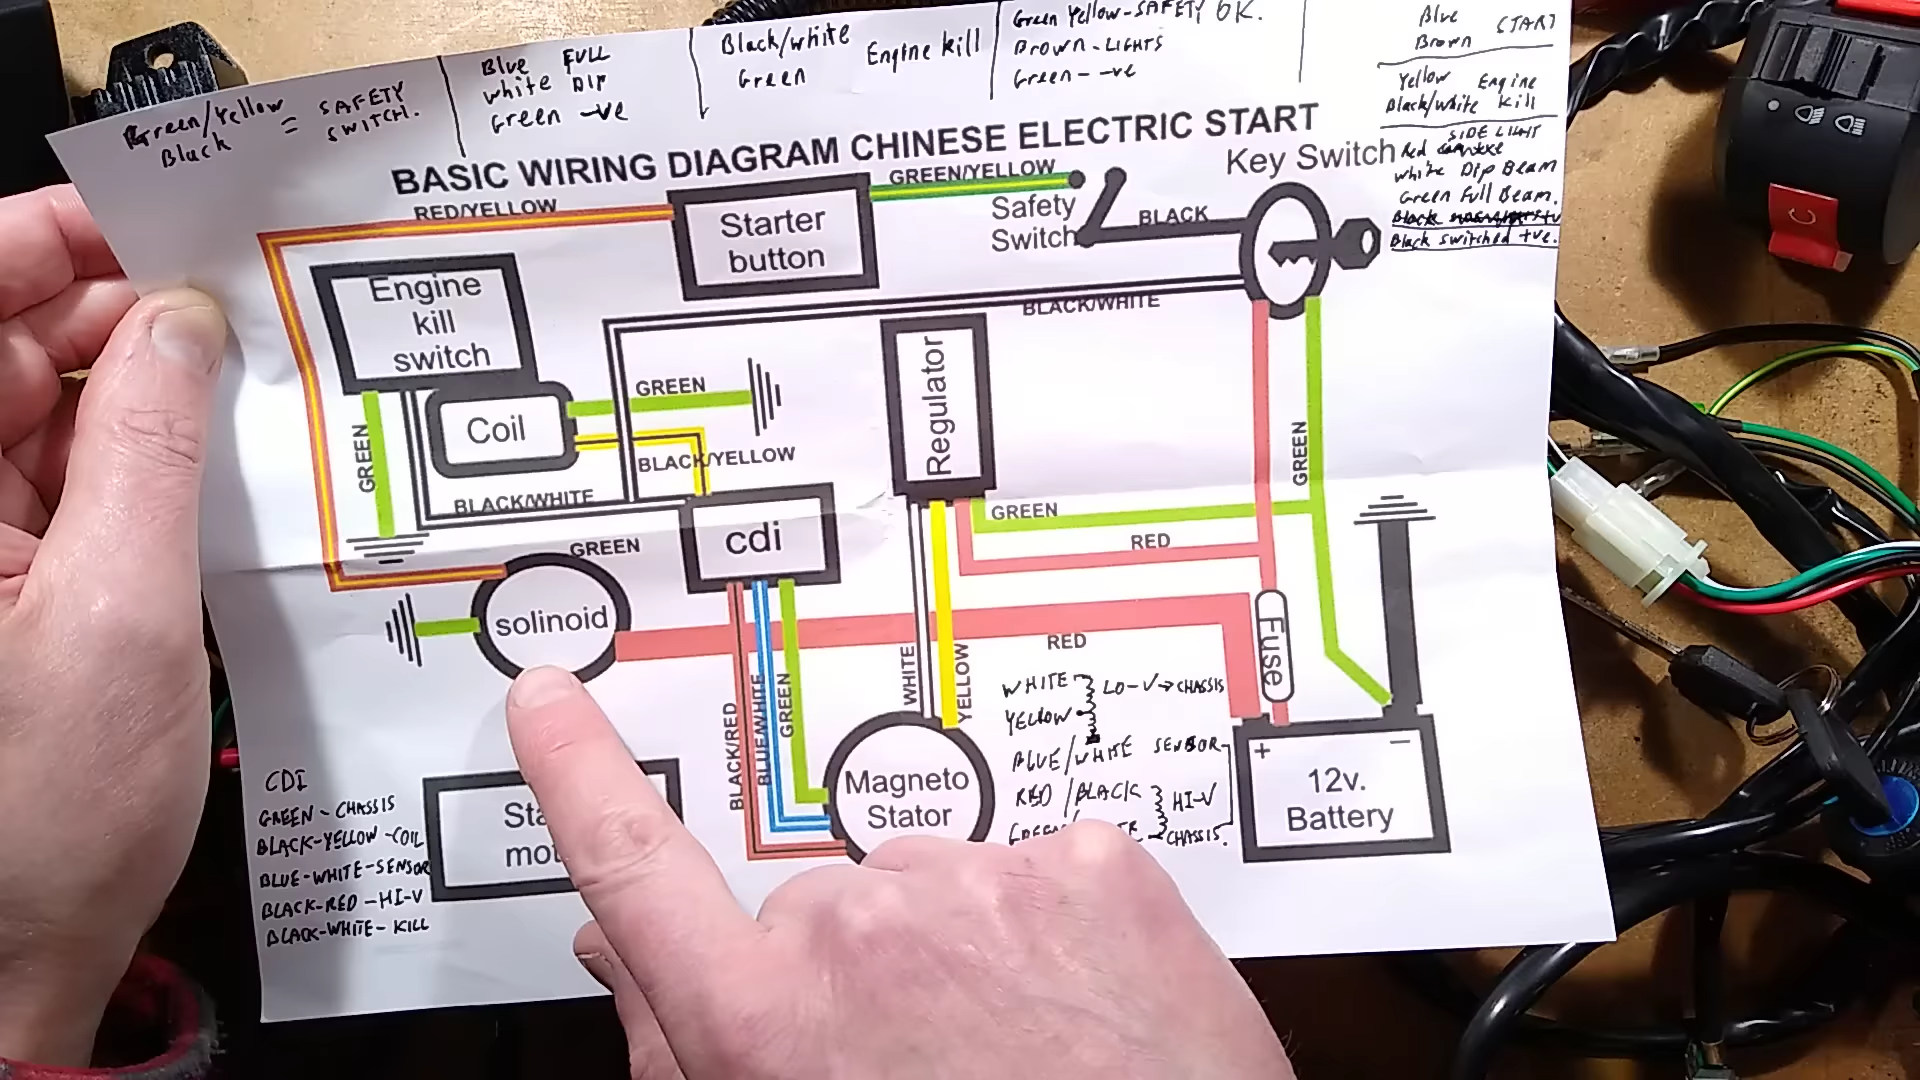 Green/Yellow
Black
= SAFETY
SWITCH.
Blue FULL
white DIP
Green -ve
Black/white
Green
Engine kill
Green Yellow-SAFETY OK.
Brown-LIGHTS
Green- -ve
Blue
Brown
START
Yellow Engine
Black/white kill
SIDE LIGHT
Red
white Dip Beam
Green Full Beam.
Black
Black switched +ve.
BASIC WIRING DIAGRAM CHINESE ELECTRIC START
RED/YELLOW
Starter
button
GREEN/YELLOW
Safety
Switch
BLACK
Key Switch
Engine
kill
switch
BLACK/WHITE
GREEN
Coil
GREEN
BLACK/YELLOW
BLACK/WHITE
Regulator
GREEN
GREEN
RED
GREEN
cdi
solinoid
RED
Fuse
WHITE
YELLOW
BLACK/RED
BLUE/WHITE
GREEN
WHITE LO-V→CHASSIS
YELLOW
BLUE/WHITE SENSOR
RED/BLACK HI-V
CHASSIS.
Magneto
Stator
+ −
12v.
Battery
Sta
mot
CDI
GREEN-CHASSIS
BLACK-YELLOW-COIL
BLUE-WHITE-SENSOR
BLACK-RED-HI-V
BLACK-WHITE-KILL